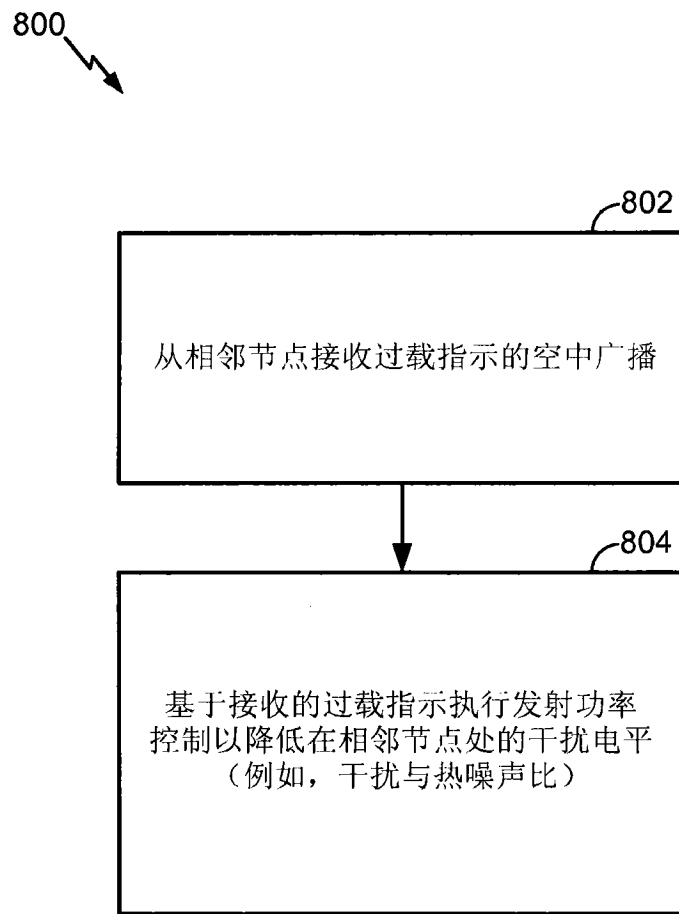 800
802
从相邻节点接收过载指示的空中广播
804
基于接收的过载指示执行发射功率
控制以降低在相邻节点处的干扰电平
（例如，干扰与热噪声比）